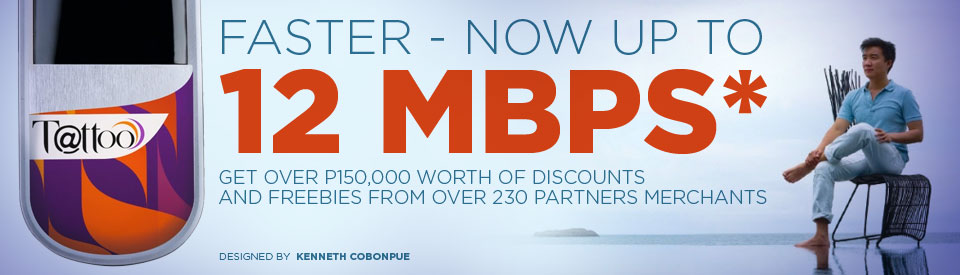 FASTER - NOW UP TO
12 MBPS*
T@ttoo
GET OVER P150,000 WORTH OF DISCOUNTS
AND FREEBIES FROM OVER 230 PARTNERS MERCHANTS
DESIGNED BY KENNETH COBONPUE